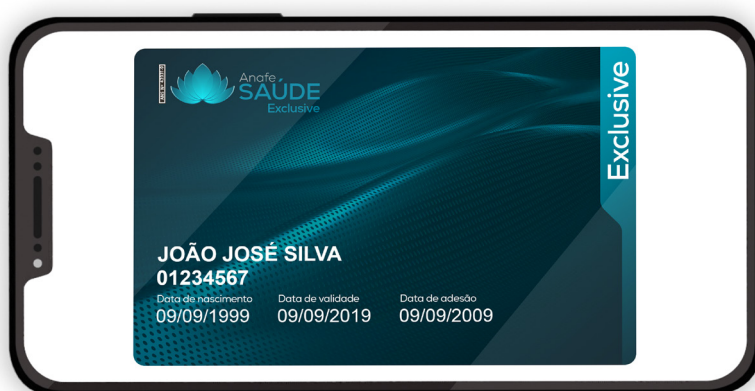 Anafe
SAÚDE
Exclusive
Exclusive
JOÃO JOSÉ SILVA
01234567
Data de nascimento
Data de validade
Data de adesão
09/09/1999
09/09/2019
09/09/2009